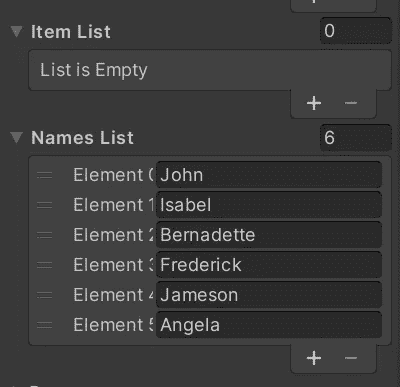 Item List 0
List is Empty
+ −
Names List 6
Element 0 John
Element 1 Isabel
Element 2 Bernadette
Element 3 Frederick
Element 4 Jameson
Element 5 Angela
+ −